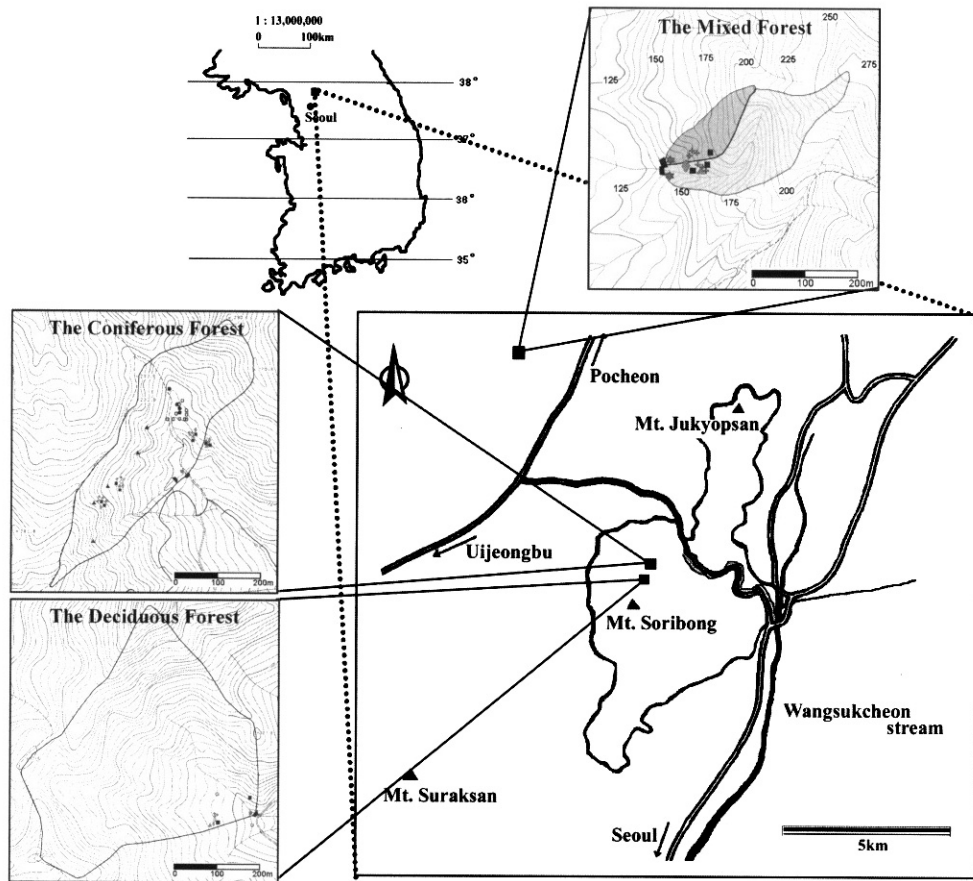 1 : 13,000,000
0 100km
38°
Seoul
37°
36°
35°
The Mixed Forest
250
125 150 175 200 225
275
125
150
175
200
0 100 200m
The Coniferous Forest
0 100 200m
The Deciduous Forest
0 100 200m
Pocheon
Mt. Jukyopsan
Uijeongbu
Mt. Soribong
Wangsukcheon
stream
Mt. Suraksan
Seoul
5km